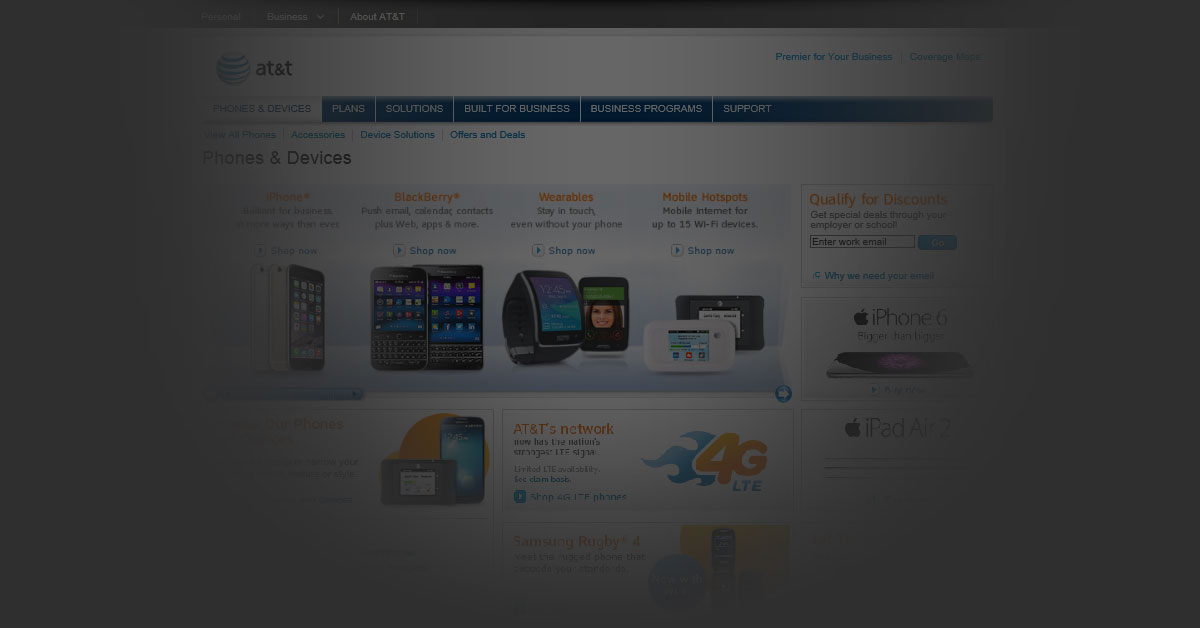 Personal
Business
About AT&T
Premier for Your Business
Coverage Maps
at&t
PHONES & DEVICES
PLANS
SOLUTIONS
BUILT FOR BUSINESS
BUSINESS PROGRAMS
SUPPORT
View All Phones
Accessories
Device Solutions
Offers and Deals
Phones & Devices
iPhone®
Brilliant for business
in more ways than ever.
Shop now
BlackBerry®
Push email, calendar, contacts
plus Web, apps & more.
Shop now
Wearables
Stay in touch,
even without your phone
Shop now
Mobile Hotspots
Mobile Internet for
up to 15 Wi-Fi devices.
Shop now
12:45
Qualify for Discounts
Get special deals through your
employer or school!
Enter work email
Go
Why we need your email
iPhone 6
Bigger than bigger
Buy now
Our Phones
12:45
AT&T's network
now has the nation's
strongest LTE signal.
Limited LTE availability.
Shop 4G LTE phones
4G
LTE
iPad Air 2
Samsung Rugby® 4
Meet the rugged phone that
exceeds your standards.
Now with